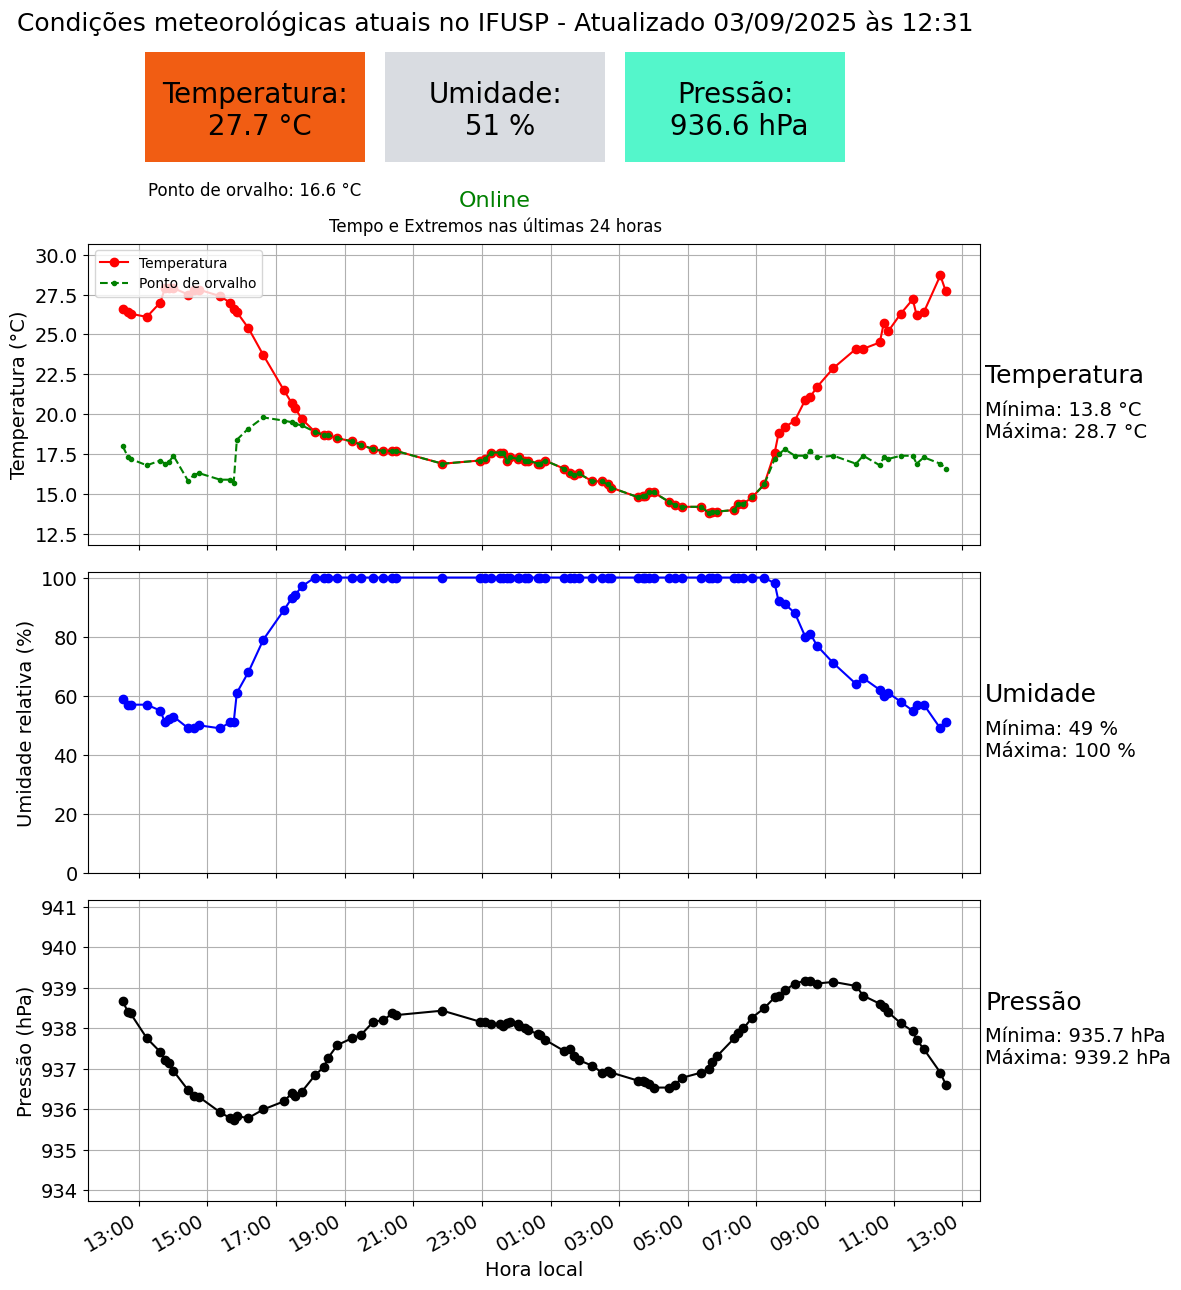 Condições meteorológicas atuais no IFUSP - Atualizado 03/09/2025 às 12:31
Temperatura:
27.7 °C
Umidade:
51 %
Pressão:
936.6 hPa
Ponto de orvalho: 16.6 °C
Online
Tempo e Extremos nas últimas 24 horas
Temperatura (°C)
30.0
27.5
25.0
22.5
20.0
17.5
15.0
12.5
Temperatura
Ponto de orvalho
Temperatura
Mínima: 13.8 °C
Máxima: 28.7 °C
Umidade relativa (%)
100
80
60
40
20
0
Umidade
Mínima: 49 %
Máxima: 100 %
Pressão (hPa)
941
940
939
938
937
936
935
934
Pressão
Mínima: 935.7 hPa
Máxima: 939.2 hPa
13:00 15:00 17:00 19:00 21:00 23:00 01:00 03:00 05:00 07:00 09:00 11:00 13:00
Hora local